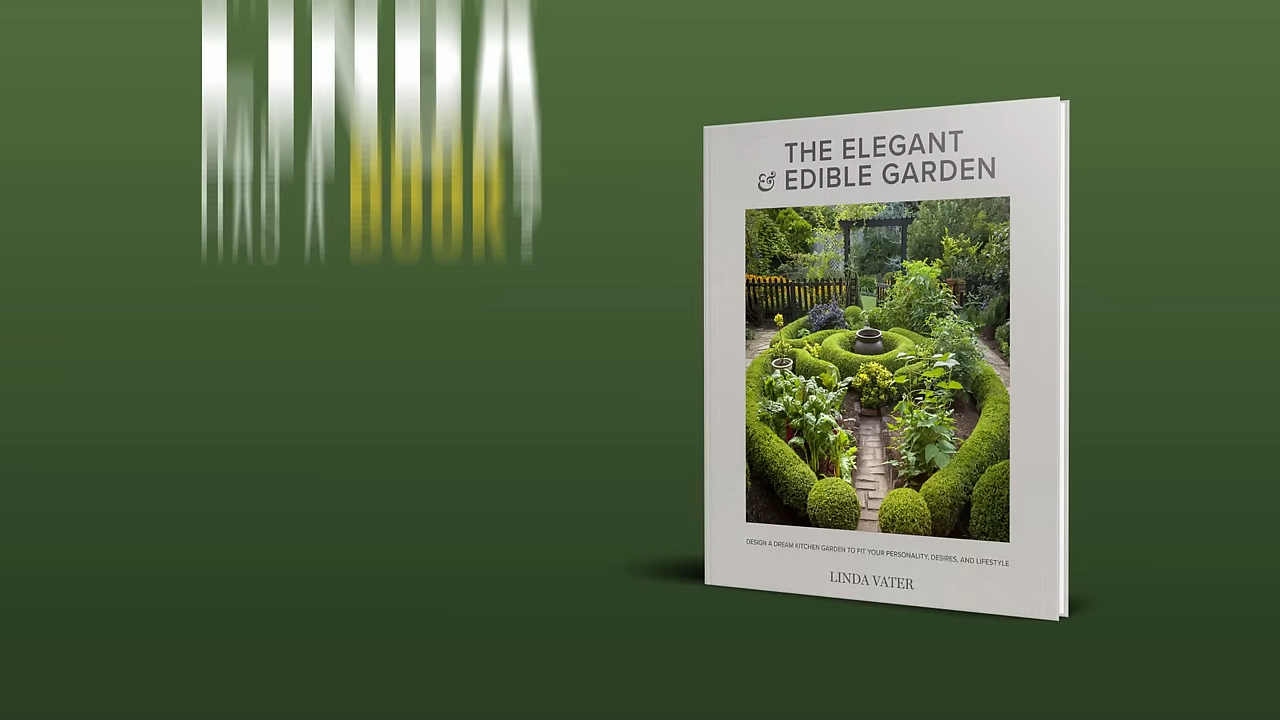 THE ELEGANT
& EDIBLE GARDEN
DESIGN A DREAM KITCHEN GARDEN TO FIT YOUR PERSONALITY, DESIRES, AND LIFESTYLE
LINDA VATER